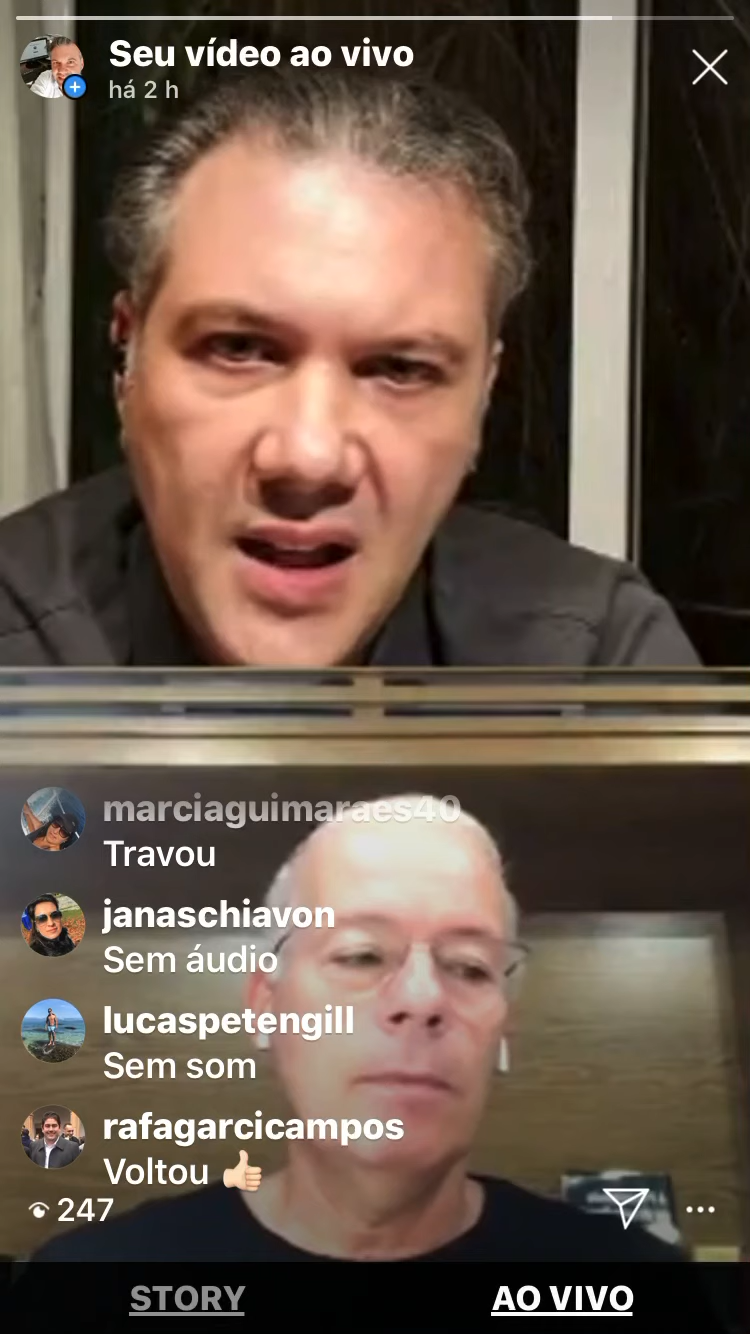 Seu vídeo ao vivo
há 2 h
marciaguimaraes40
Travou
janaschiavon
Sem áudio
lucaspetengill
Sem som
rafagarcicampos
Voltou 👍🏻
247
STORY
AO VIVO